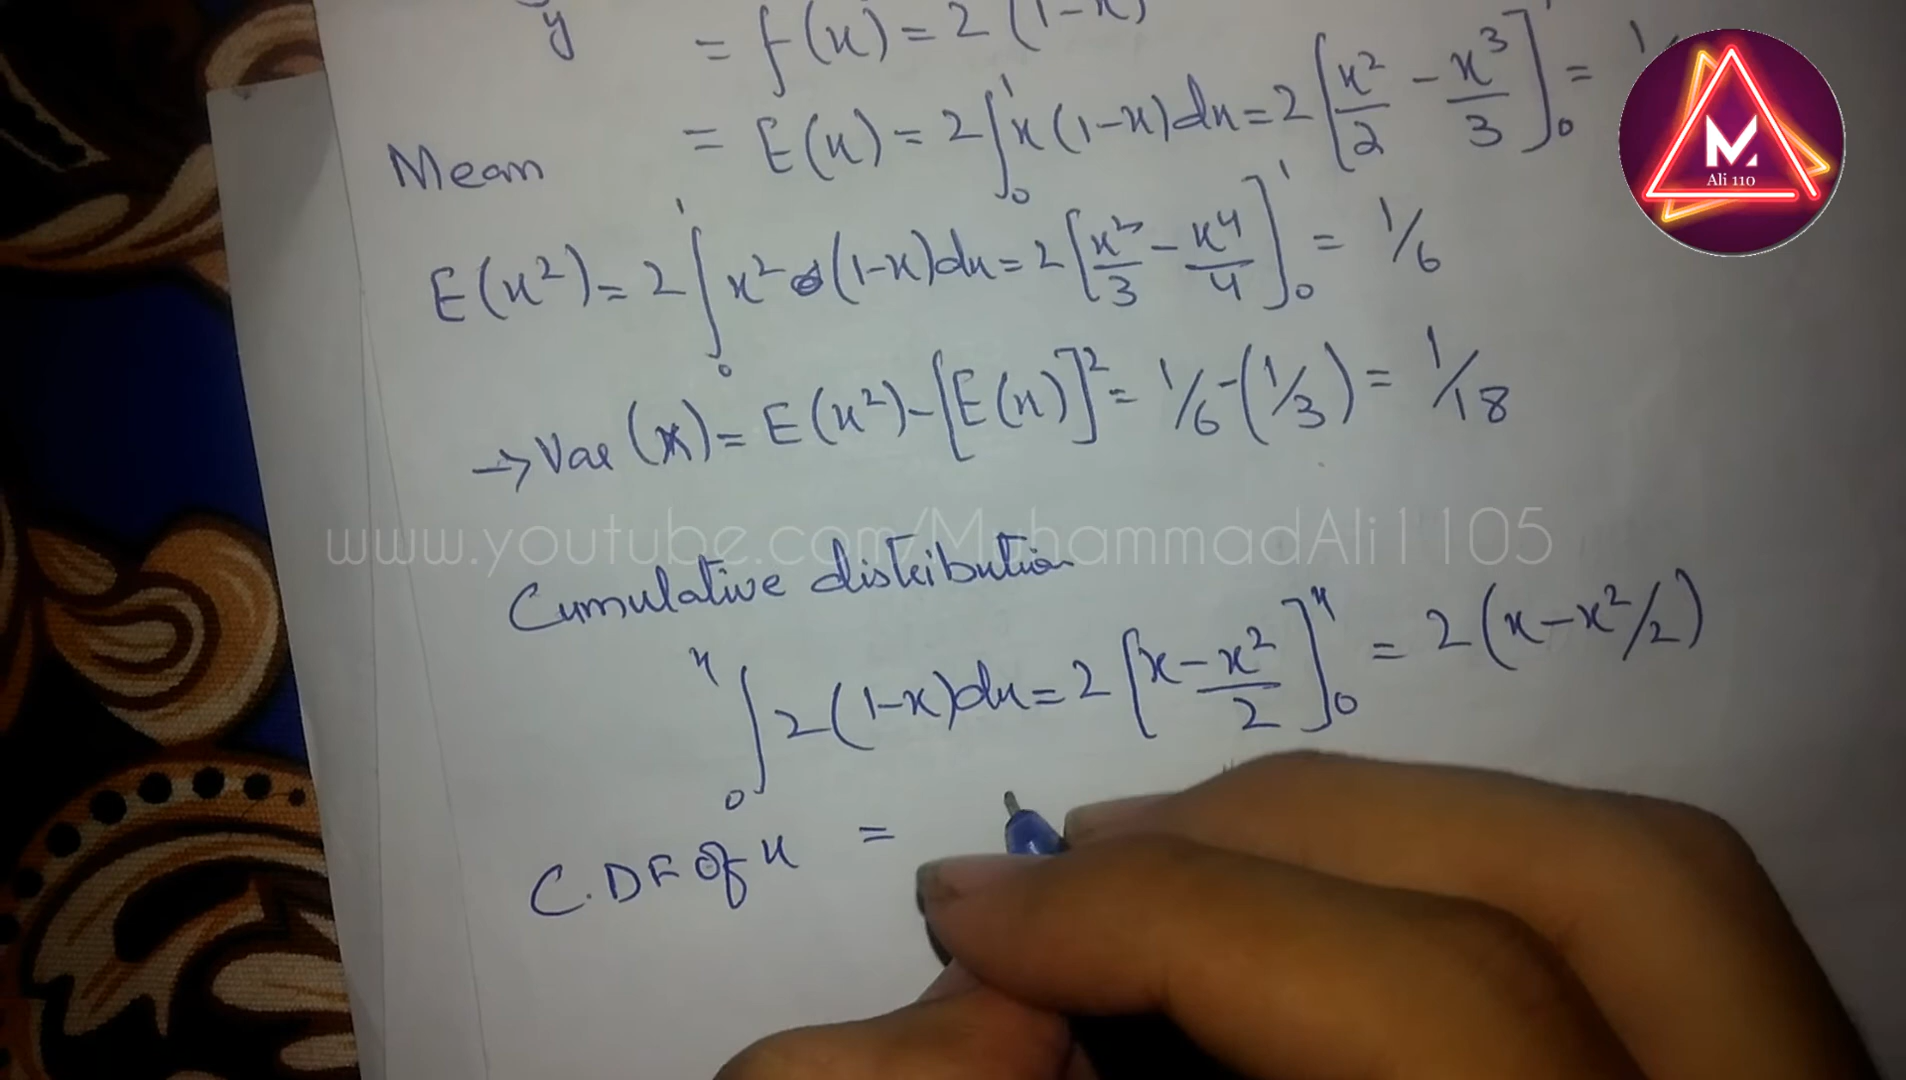 y = f(x) = 2(1-x)
Mean = E(x) = 2∫₀¹ x(1-x)dx = 2[x²/2 - x³/3]₀¹ = 1/
M.
Ali 110
E(x²) = 2∫₀¹ x² (1-x)dx = 2[x³/3 - x⁴/4]₀¹ = 1/6
→ Var(x) = E(x²) - [E(x)]² = 1/6 - (1/3) = 1/18
www.youtube.com/MuhammadAli1105
Cumulative distribution
∫₀ˣ 2(1-x)dx = 2[x - x²/2]₀ˣ = 2(x - x²/2)
C.DF of x =